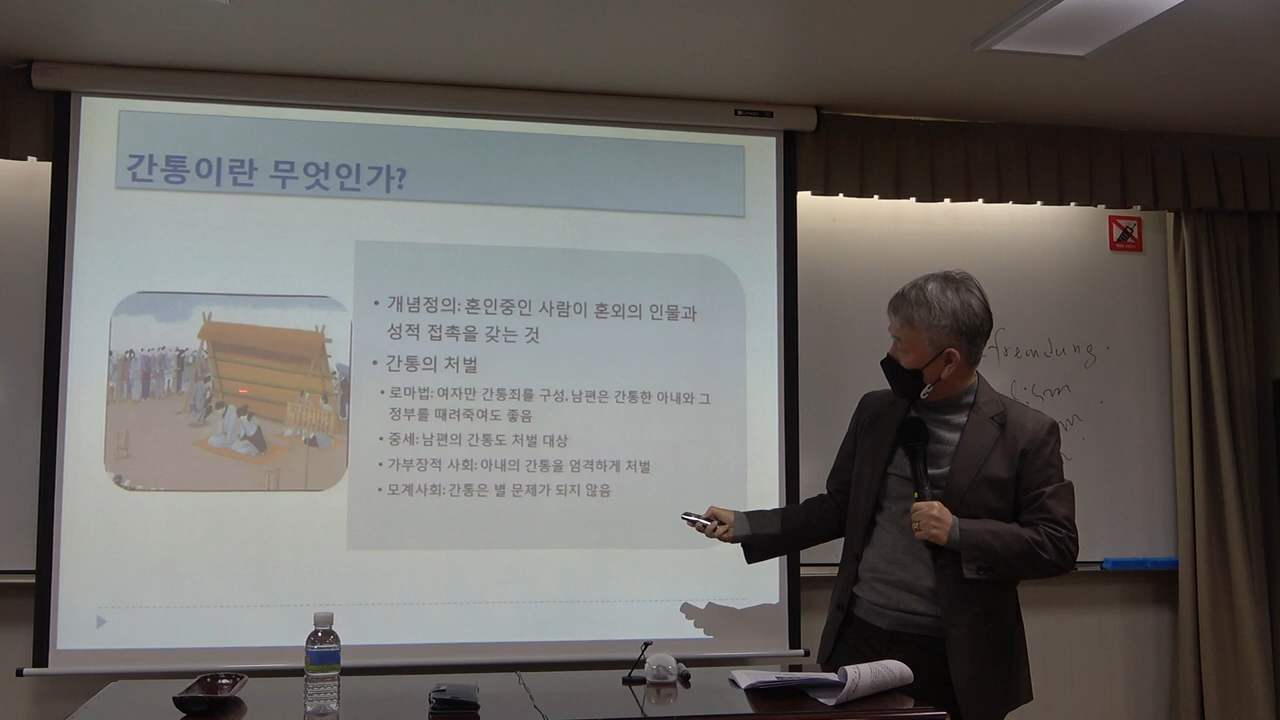 간통이란 무엇인가?
• 개념정의: 혼인중인 사람이 혼외의 인물과
성적 접촉을 갖는 것
• 간통의 처벌
• 로마법: 여자만 간통죄를 구성. 남편은 간통한 아내와 그
정부를 때려죽여도 좋음
• 중세: 남편의 간통도 처벌 대상
• 가부장적 사회: 아내의 간통을 엄격하게 처벌
• 모계사회: 간통은 별 문제가 되지 않음